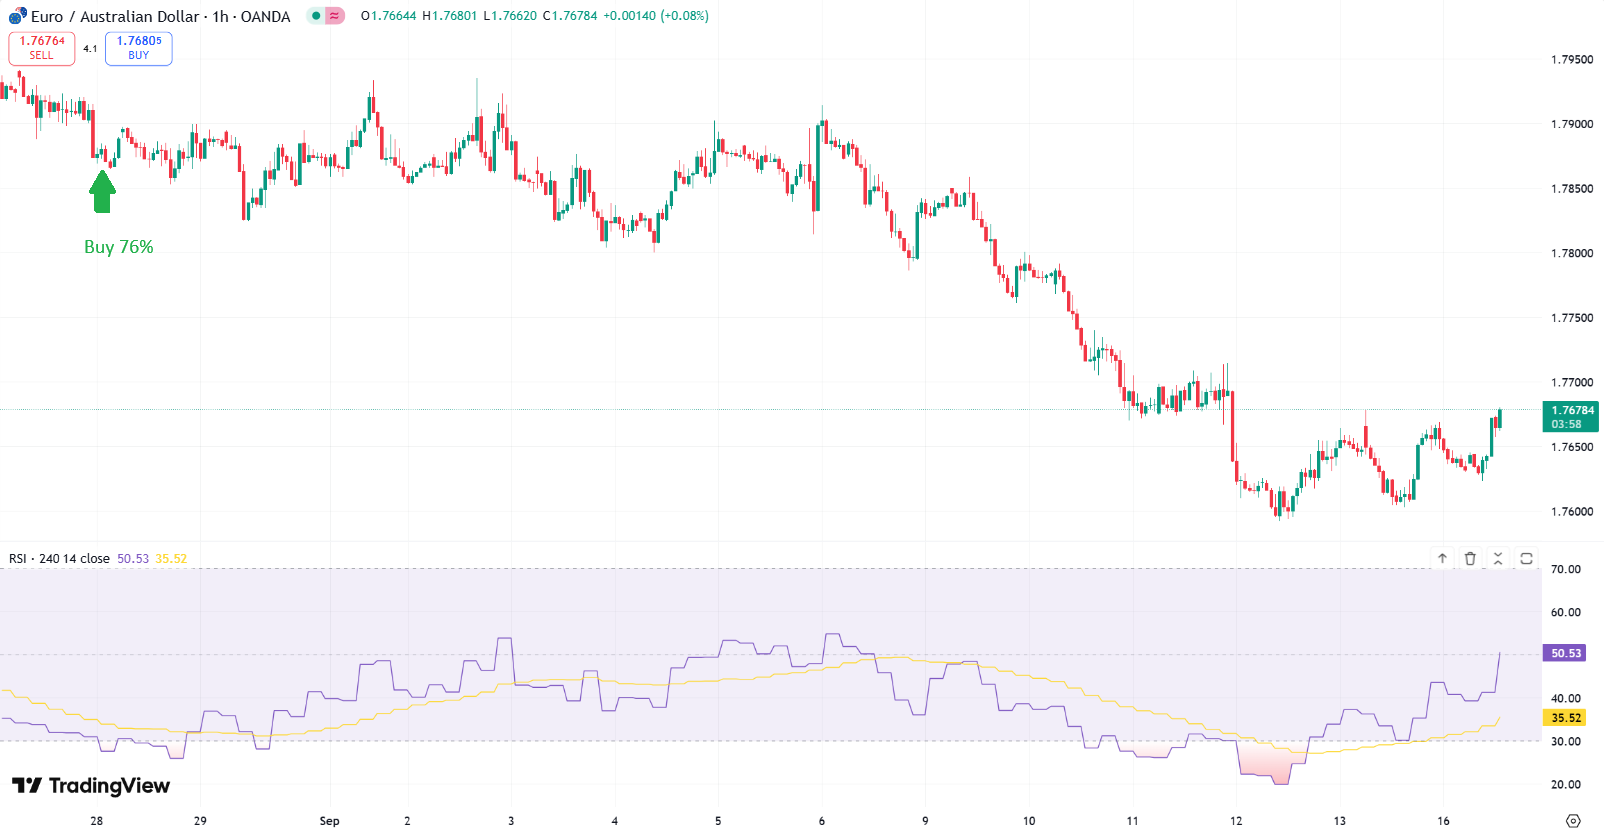 Euro / Australian Dollar · 1h · OANDA O1.76644 H1.76801 L1.76620 C1.76784 +0.00140 (+0.08%)
1.76764 4.1 1.76805
SELL BUY
1.79500
1.79000
1.78500
Buy 76%
1.78000
1.77500
1.77000
1.76784
03:58
1.76500
1.76000
RSI · 240 14 close 50.53 35.52
70.00
60.00
50.53
40.00
35.52
30.00
20.00
TradingView
28 29 Sep 2 3 4 5 6 9 10 11 12 13 16